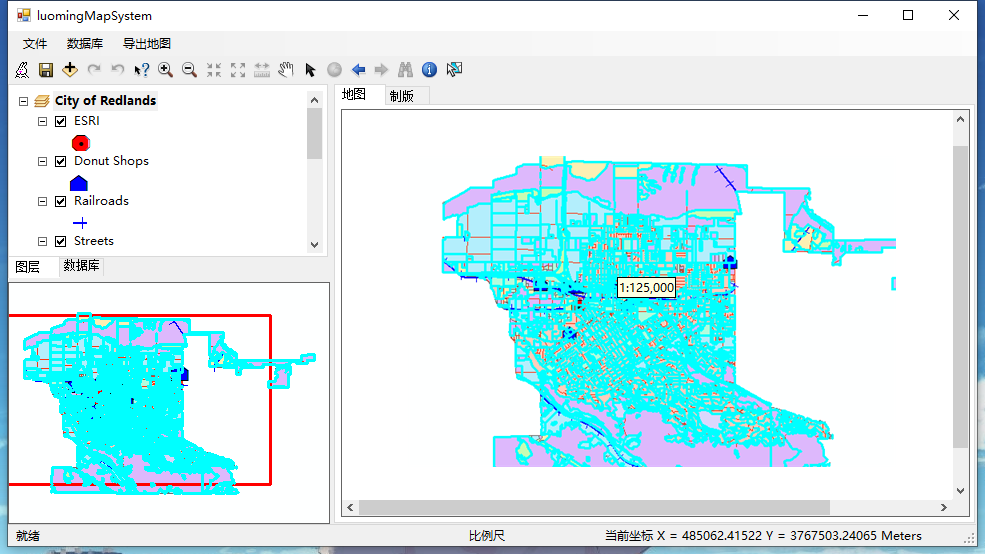 luomingMapSystem
文件 数据库 导出地图
City of Redlands
ESRI
Donut Shops
Railroads
Streets
图层 数据库
地图 制版
1:125,000
就绪 比例尺 当前坐标 X = 485062.41522 Y = 3767503.24065 Meters